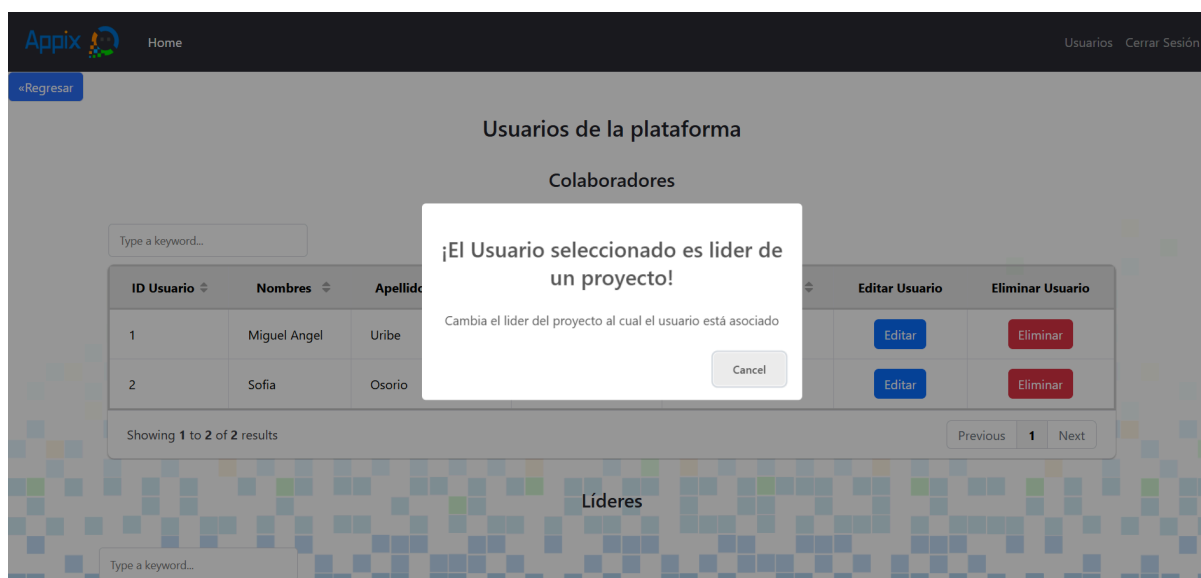 Appix Home Usuarios Cerrar Sesión
«Regresar
Usuarios de la plataforma
Colaboradores
Type a keyword...
¡El Usuario seleccionado es lider de
un proyecto!
Cambia el lider del proyecto al cual el usuario está asociado
Cancel
ID Usuario Nombres Editar Usuario Eliminar Usuario
1 Miguel Angel Uribe Editar Eliminar
2 Sofia Osorio Editar Eliminar
Showing 1 to 2 of 2 results Previous 1 Next
Líderes
Type a keyword...